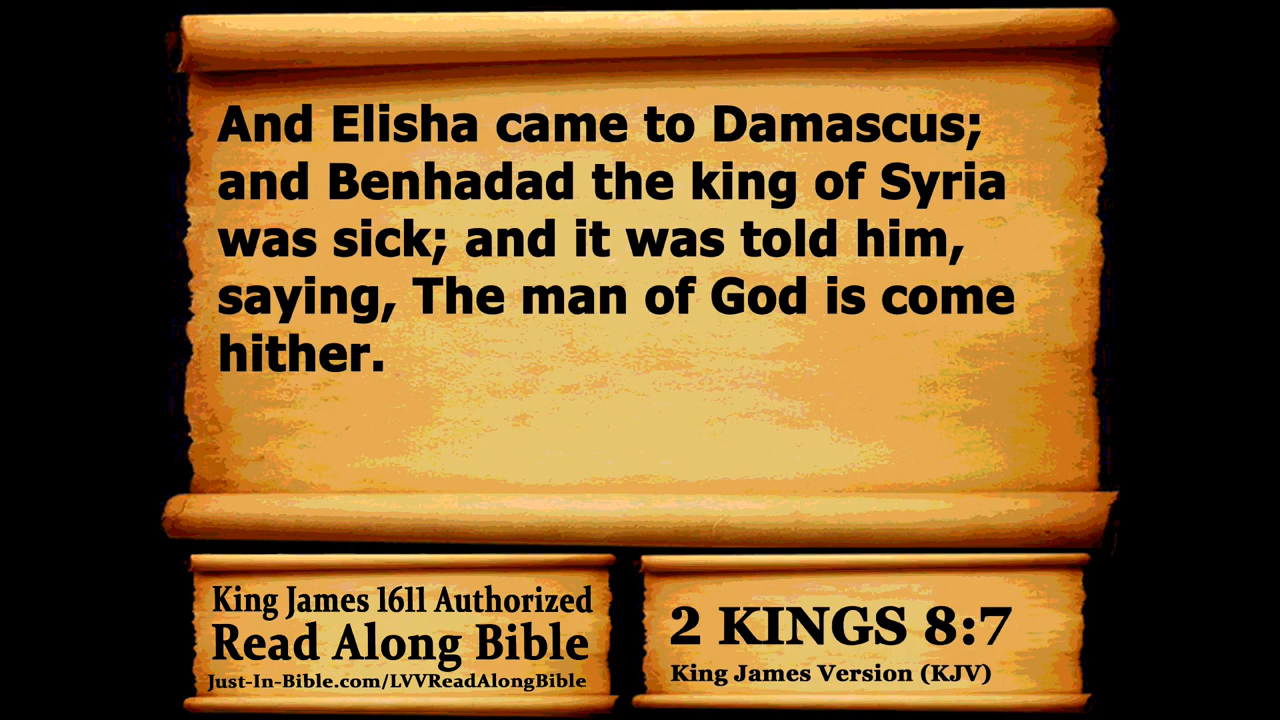 And Elisha came to Damascus;
and Benhadad the king of Syria
was sick; and it was told him,
saying, The man of God is come
hither.
King James 1611 Authorized
Read Along Bible
Just-In-Bible.com/LVVReadAlongBible
2 KINGS 8:7
King James Version (KJV)